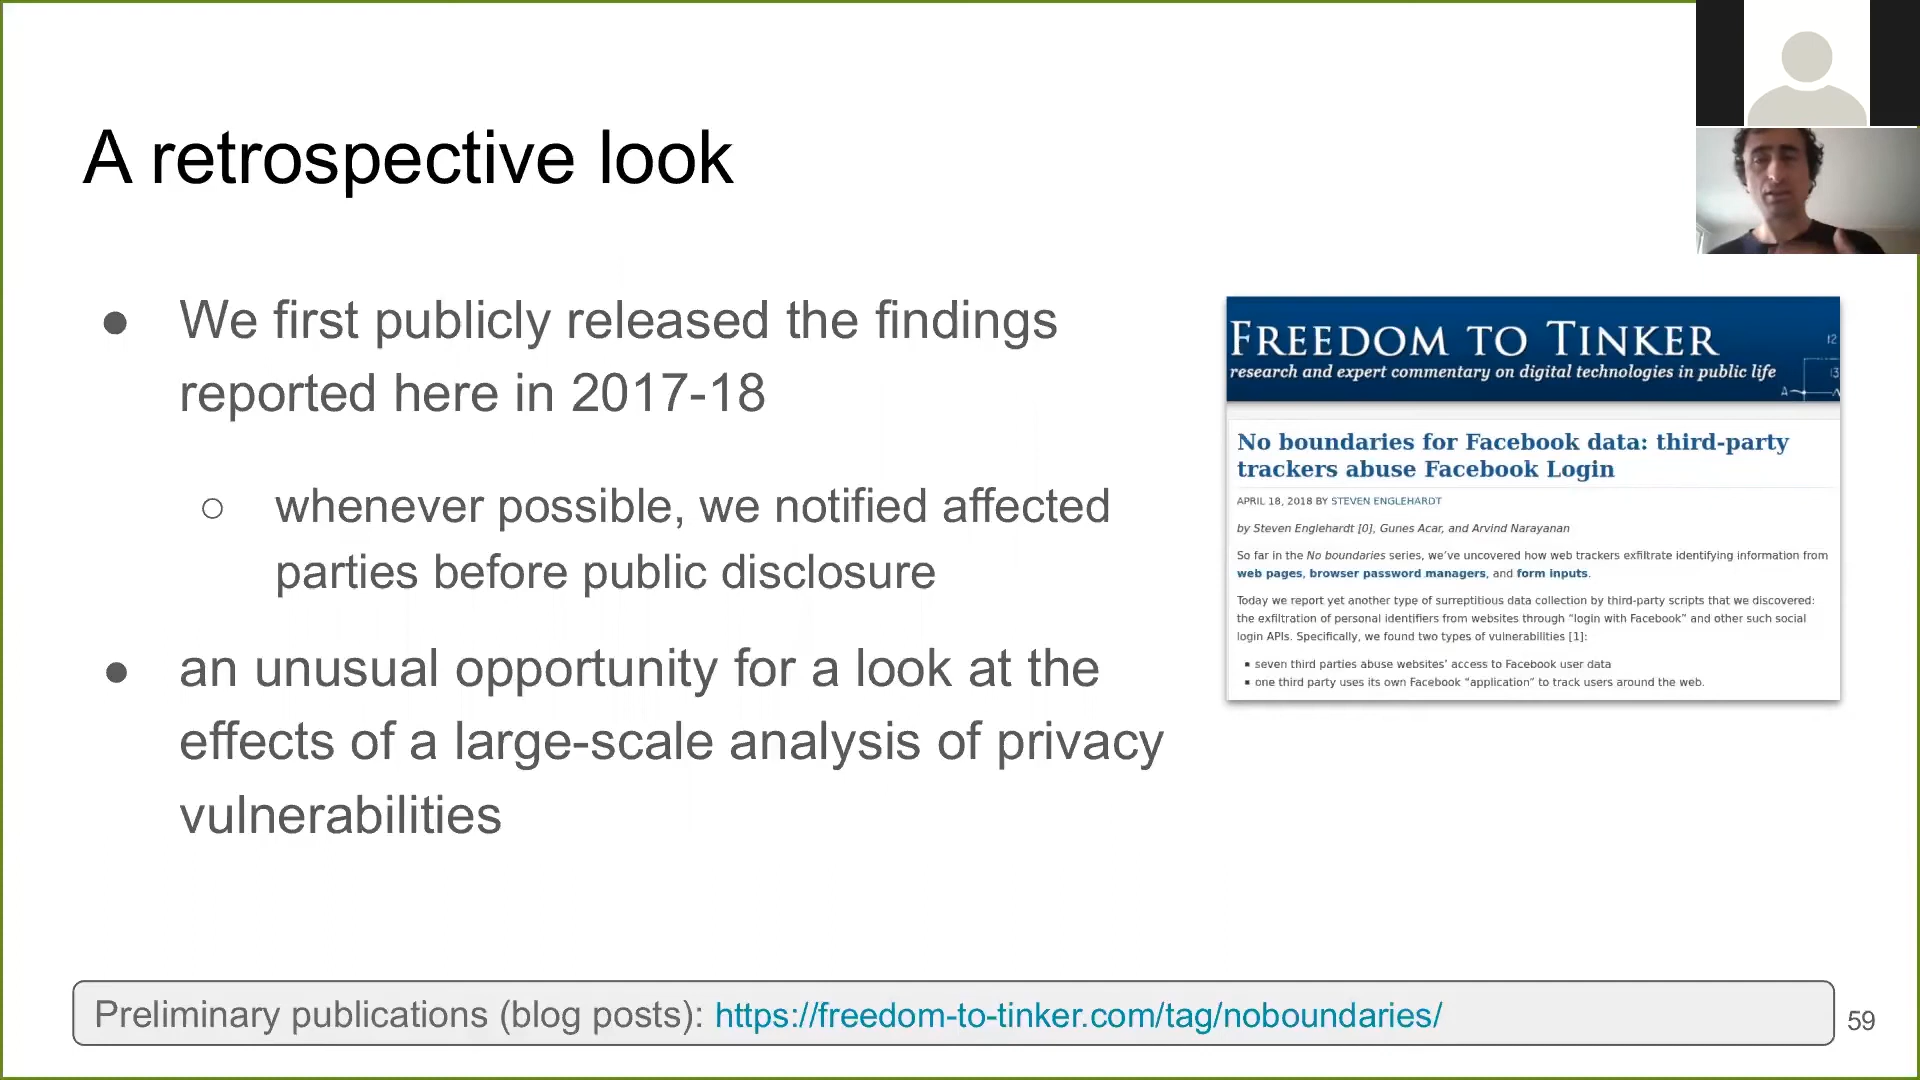 A retrospective look
● We first publicly released the findings
reported here in 2017-18
○ whenever possible, we notified affected
parties before public disclosure
● an unusual opportunity for a look at the
effects of a large-scale analysis of privacy
vulnerabilities
FREEDOM TO TINKER
research and expert commentary on digital technologies in public life
12
13
A
No boundaries for Facebook data: third-party
trackers abuse Facebook Login
APRIL 18, 2018 BY STEVEN ENGLEHARDT
by Steven Englehardt [0], Gunes Acar, and Arvind Narayanan
So far in the No boundaries series, we’ve uncovered how web trackers exfiltrate identifying information from
web pages, browser password managers, and form inputs.
Today we report yet another type of surreptitious data collection by third-party scripts that we discovered:
the exfiltration of personal identifiers from websites through “login with Facebook” and other such social
login APIs. Specifically, we found two types of vulnerabilities [1]:
▪ seven third parties abuse websites’ access to Facebook user data
▪ one third party uses its own Facebook “application” to track users around the web.
Preliminary publications (blog posts): https://freedom-to-tinker.com/tag/noboundaries/
59